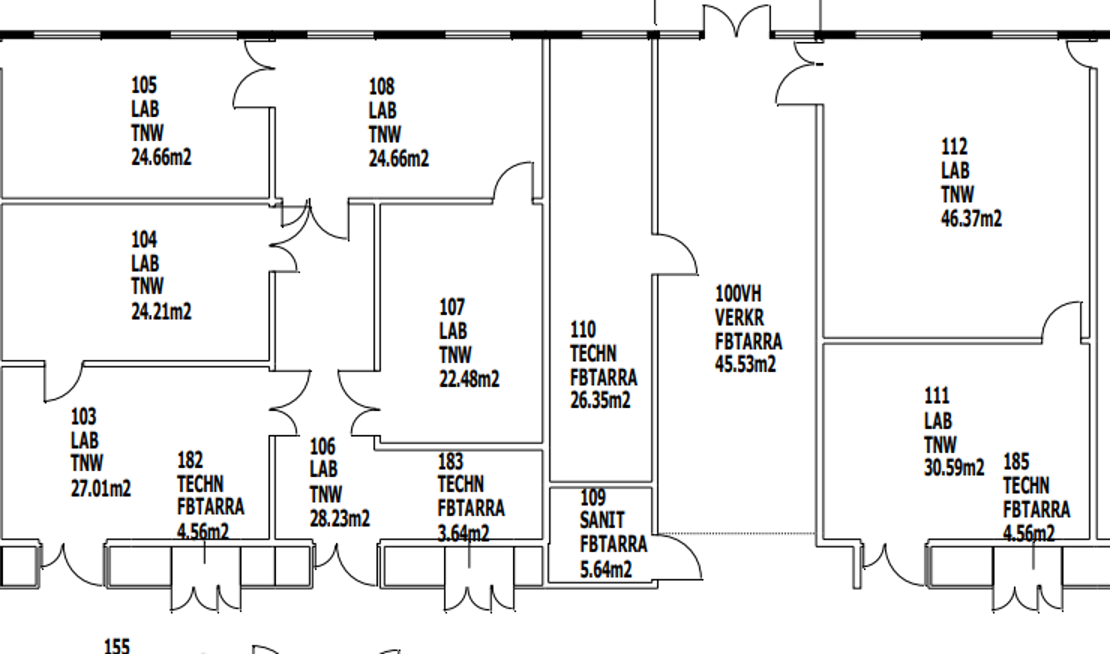 105
LAB
TNW
24.66m2
108
LAB
TNW
24.66m2
112
LAB
TNW
46.37m2
104
LAB
TNW
24.21m2
107
LAB
TNW
22.48m2
110
TECHN
FBTARRA
26.35m2
100VH
VERKR
FBTARRA
45.53m2
103
LAB
TNW
27.01m2
182
TECHN
FBTARRA
4.56m2
106
LAB
TNW
28.23m2
183
TECHN
FBTARRA
3.64m2
109
SANIT
FBTARRA
5.64m2
111
LAB
TNW
30.59m2
185
TECHN
FBTARRA
4.56m2
155